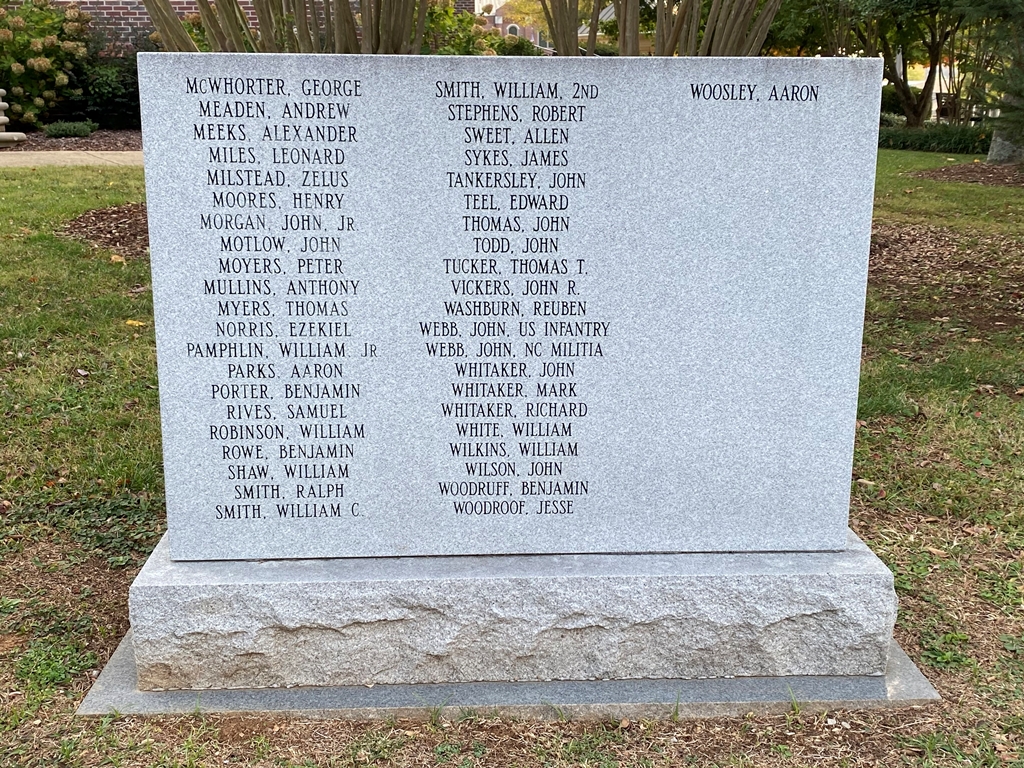 McWHORTER, GEORGE
MEADEN, ANDREW
MEEKS, ALEXANDER
MILES, LEONARD
MILSTEAD, ZELUS
MOORES, HENRY
MORGAN, JOHN, JR.
MOTLOW, JOHN
MOYERS, PETER
MULLINS, ANTHONY
MYERS, THOMAS
NORRIS, EZEKIEL
PAMPHLIN, WILLIAM, JR.
PARKS, AARON
PORTER, BENJAMIN
RIVES, SAMUEL
ROBINSON, WILLIAM
ROWE, BENJAMIN
SHAW, WILLIAM
SMITH, RALPH
SMITH, WILLIAM C.
SMITH, WILLIAM, 2ND
STEPHENS, ROBERT
SWEET, ALLEN
SYKES, JAMES
TANKERSLEY, JOHN
TEEL, EDWARD
THOMAS, JOHN
TODD, JOHN
TUCKER, THOMAS T.
VICKERS, JOHN R.
WASHBURN, REUBEN
WEBB, JOHN, US INFANTRY
WEBB, JOHN, NC MILITIA
WHITAKER, JOHN
WHITAKER, MARK
WHITAKER, RICHARD
WHITE, WILLIAM
WILKINS, WILLIAM
WILSON, JOHN
WOODRUFF, BENJAMIN
WOODROOF, JESSE
WOOSLEY, AARON